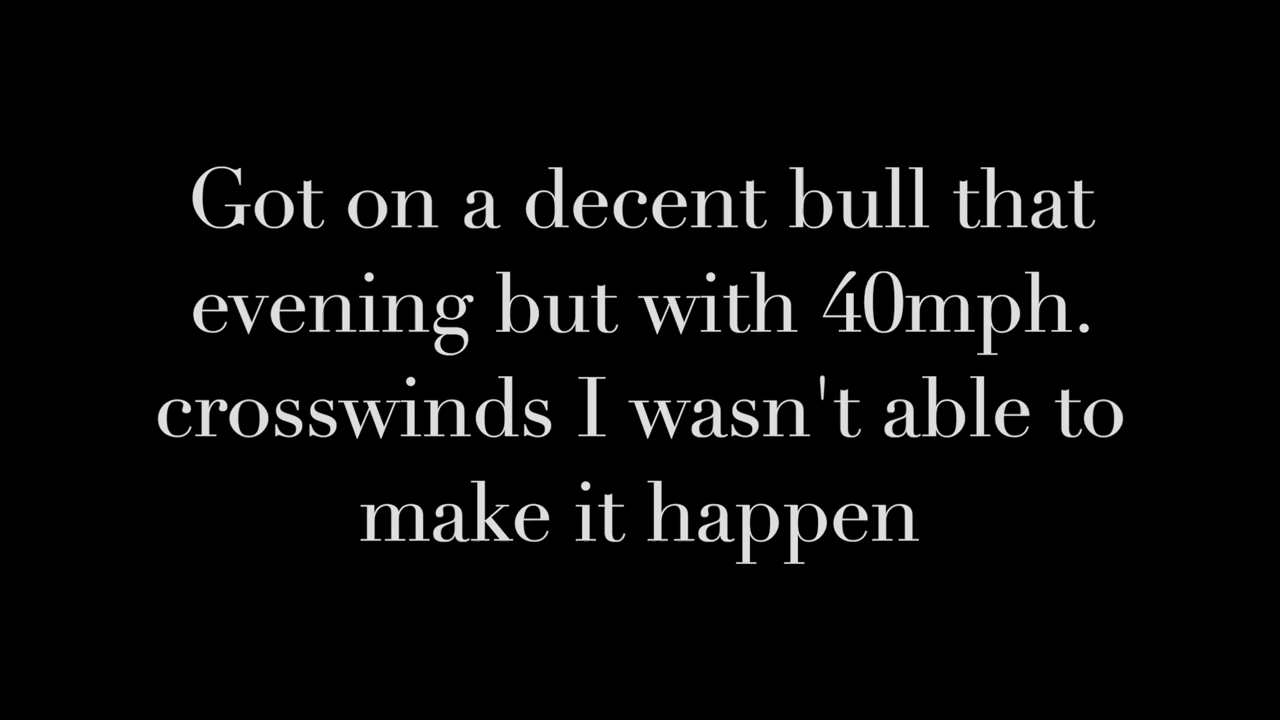 Got on a decent bull that
evening but with 40mph.
crosswinds I wasn't able to
make it happen